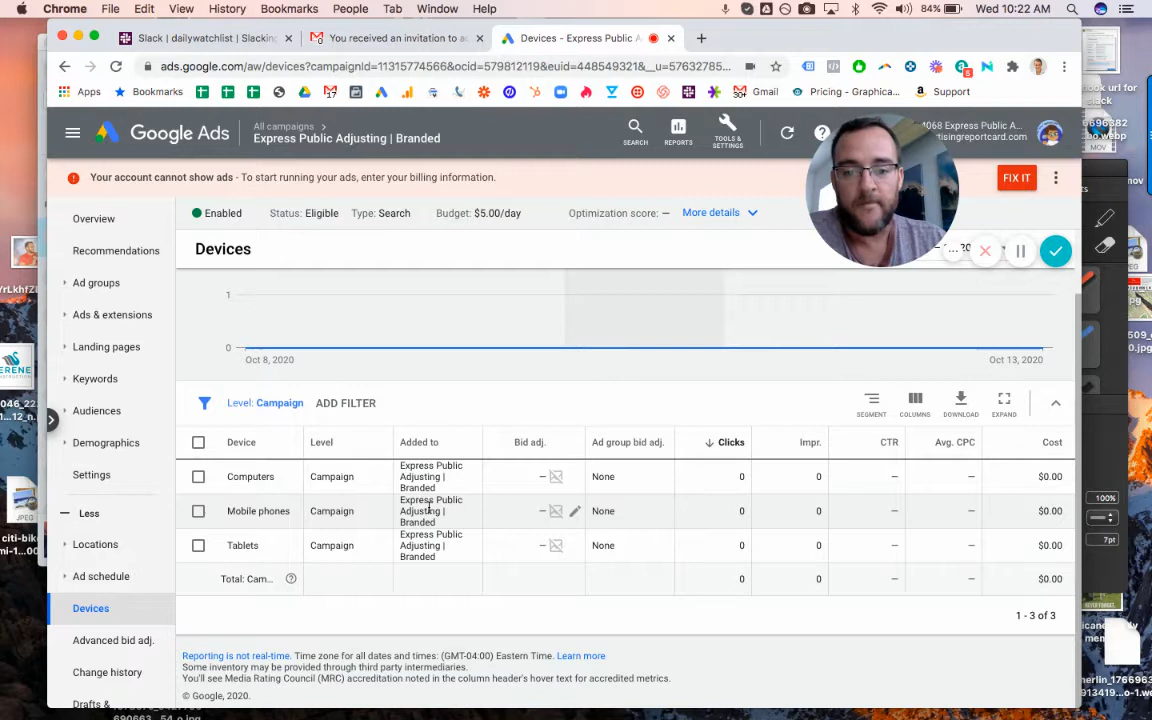 Chrome File Edit View History Bookmarks People Tab Window Help 84% Wed 10:22 AM
Slack | dailywatchlist | Slacking
You received an invitation to ac
Devices - Express Public A
ads.google.com/aw/devices?campaignId=11375774566&ocid=579812119&euid=448549321&__u=57632785...
Apps Bookmarks 17 30+ Gmail Pricing - Graphica... Support
Google Ads
All campaigns
Express Public Adjusting | Branded
SEARCH REPORTS TOOLS & SETTINGS
4068 Express Public A...
tisingreportcard.com
Your account cannot show ads - To start running your ads, enter your billing information.
FIX IT
Enabled Status: Eligible Type: Search Budget: $5.00/day Optimization score: — More details
Overview
Recommendations
Ad groups
Ads & extensions
Landing pages
Keywords
Audiences
Demographics
Settings
Less
Locations
Ad schedule
Devices
Advanced bid adj.
Change history
Drafts &
Devices
1
0
Oct 8, 2020 Oct 13, 2020
Level: Campaign ADD FILTER
SEGMENT COLUMNS DOWNLOAD EXPAND
Device Level Added to Bid adj. Ad group bid adj. Clicks Impr. CTR Avg. CPC Cost
Computers Campaign Express Public Adjusting | Branded — None 0 0 — — $0.00
Mobile phones Campaign Express Public Adjusting | Branded — None 0 0 — — $0.00
Tablets Campaign Express Public Adjusting | Branded — None 0 0 — — $0.00
Total: Cam... 0 0 — — $0.00
1 - 3 of 3
Reporting is not real-time. Time zone for all dates and times: (GMT-04:00) Eastern Time. Learn more
Some inventory may be provided through third party intermediaries.
You'll see Media Rating Council (MRC) accreditation noted in the column header's hover text for accredited metrics.
© Google, 2020.
100%
7pt